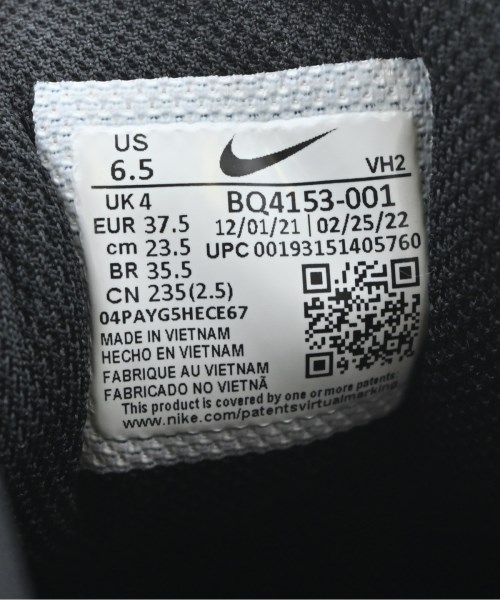 US
6.5
VH2
UK 4
BQ4153-001
EUR 37.5
12/01/21 | 02/25/22
cm 23.5
UPC 00193151405760
BR 35.5
CN 235(2.5)
04PAYG5HECE67
MADE IN VIETNAM
HECHO EN VIETNAM
FABRIQUE AU VIETNAM
FABRICADO NO VIETNÃ
This product is covered by one or more patents:
www.nike.com/patentsvirtualmarking